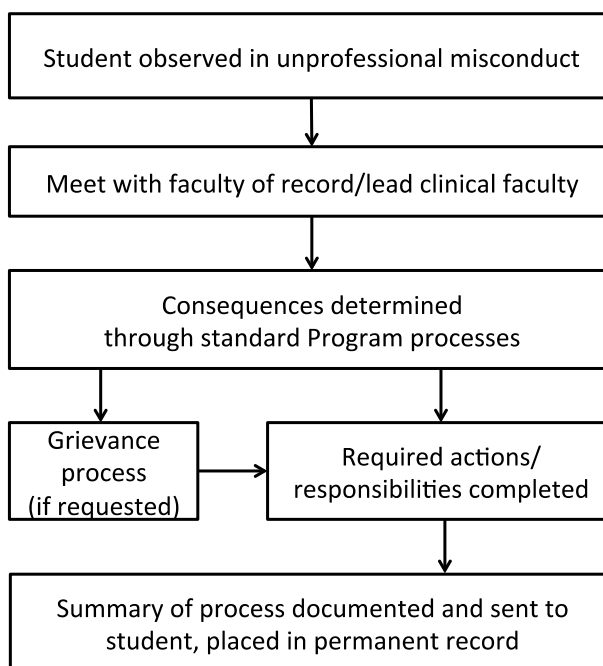 Student observed in unprofessional misconduct
Meet with faculty of record/lead clinical faculty
Consequences determined
through standard Program processes
Grievance
process
(if requested)
Required actions/
responsibilities completed
Summary of process documented and sent to
student, placed in permanent record